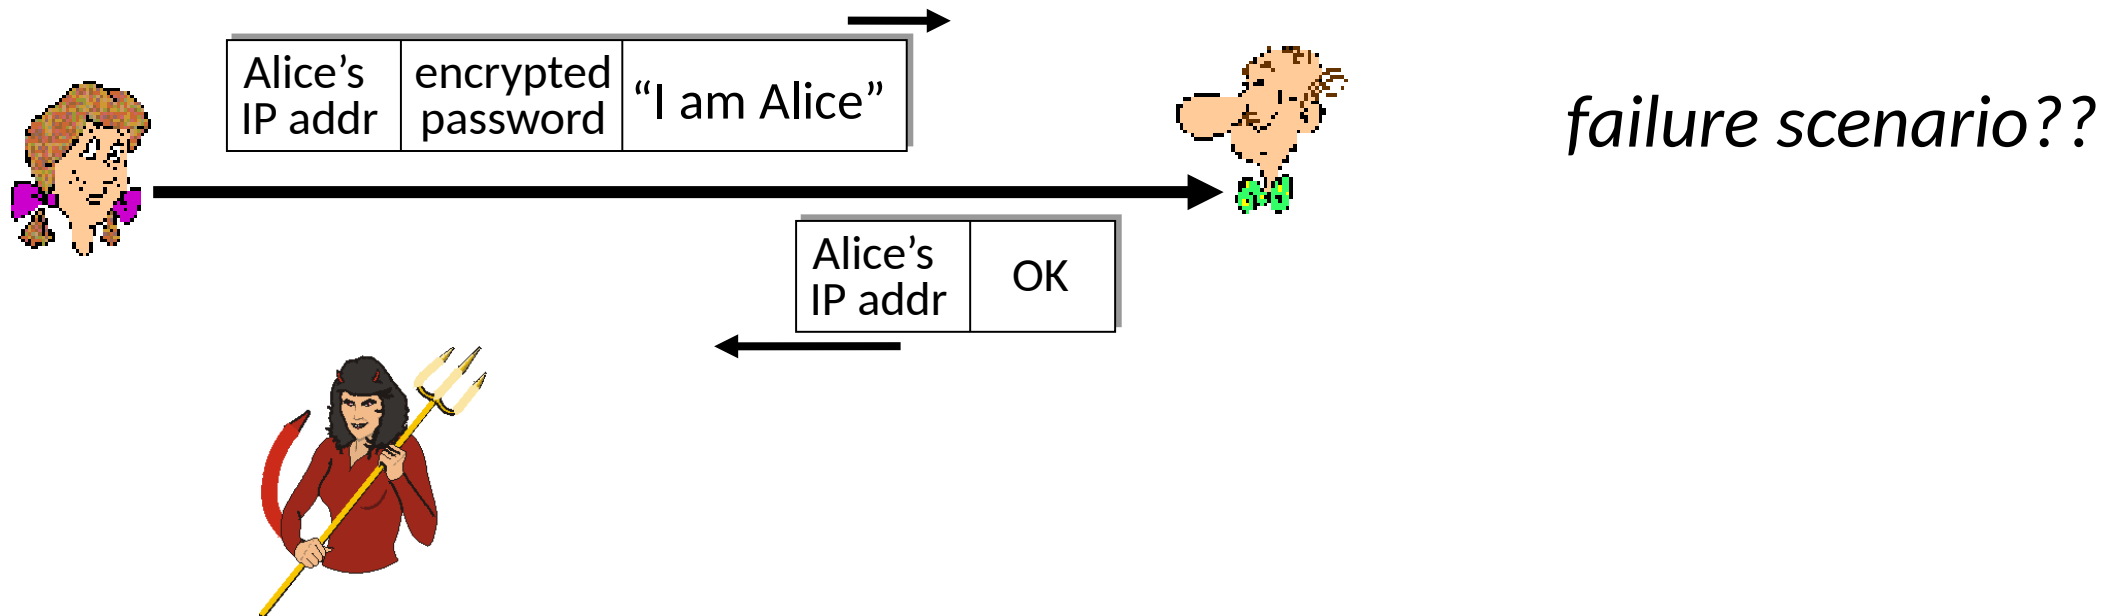 Alice’s
IP addr
encrypted
password
“I am Alice”
failure scenario??
Alice’s
IP addr
OK